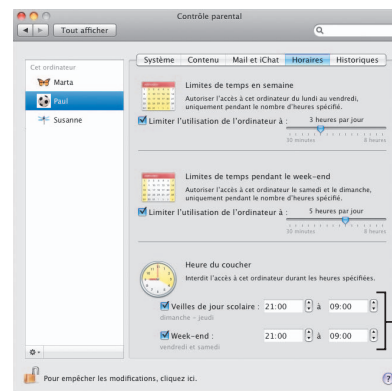 Contrôle parental
Tout afficher
Système Contenu Mail et iChat Horaires Historiques
Cet ordinateur
Marta
Paul
Susanne
Limites de temps en semaine
Autoriser l'accès à cet ordinateur du lundi au vendredi,
uniquement pendant le nombre d'heures spécifié.
Limiter l'utilisation de l'ordinateur à : 3 heures par jour
30 minutes 8 heures
Limites de temps pendant le week-end
Autoriser l'accès à cet ordinateur le samedi et le dimanche,
uniquement pendant le nombre d'heures spécifié.
Limiter l'utilisation de l'ordinateur à : 5 heures par jour
30 minutes 8 heures
Heure du coucher
Interdit l'accès à cet ordinateur durant les heures spécifiées.
Veilles de jour scolaire : 21:00 à 09:00
dimanche – jeudi
Week-end : 21:00 à 09:00
vendredi et samedi
Pour empêcher les modifications, cliquez ici. ?